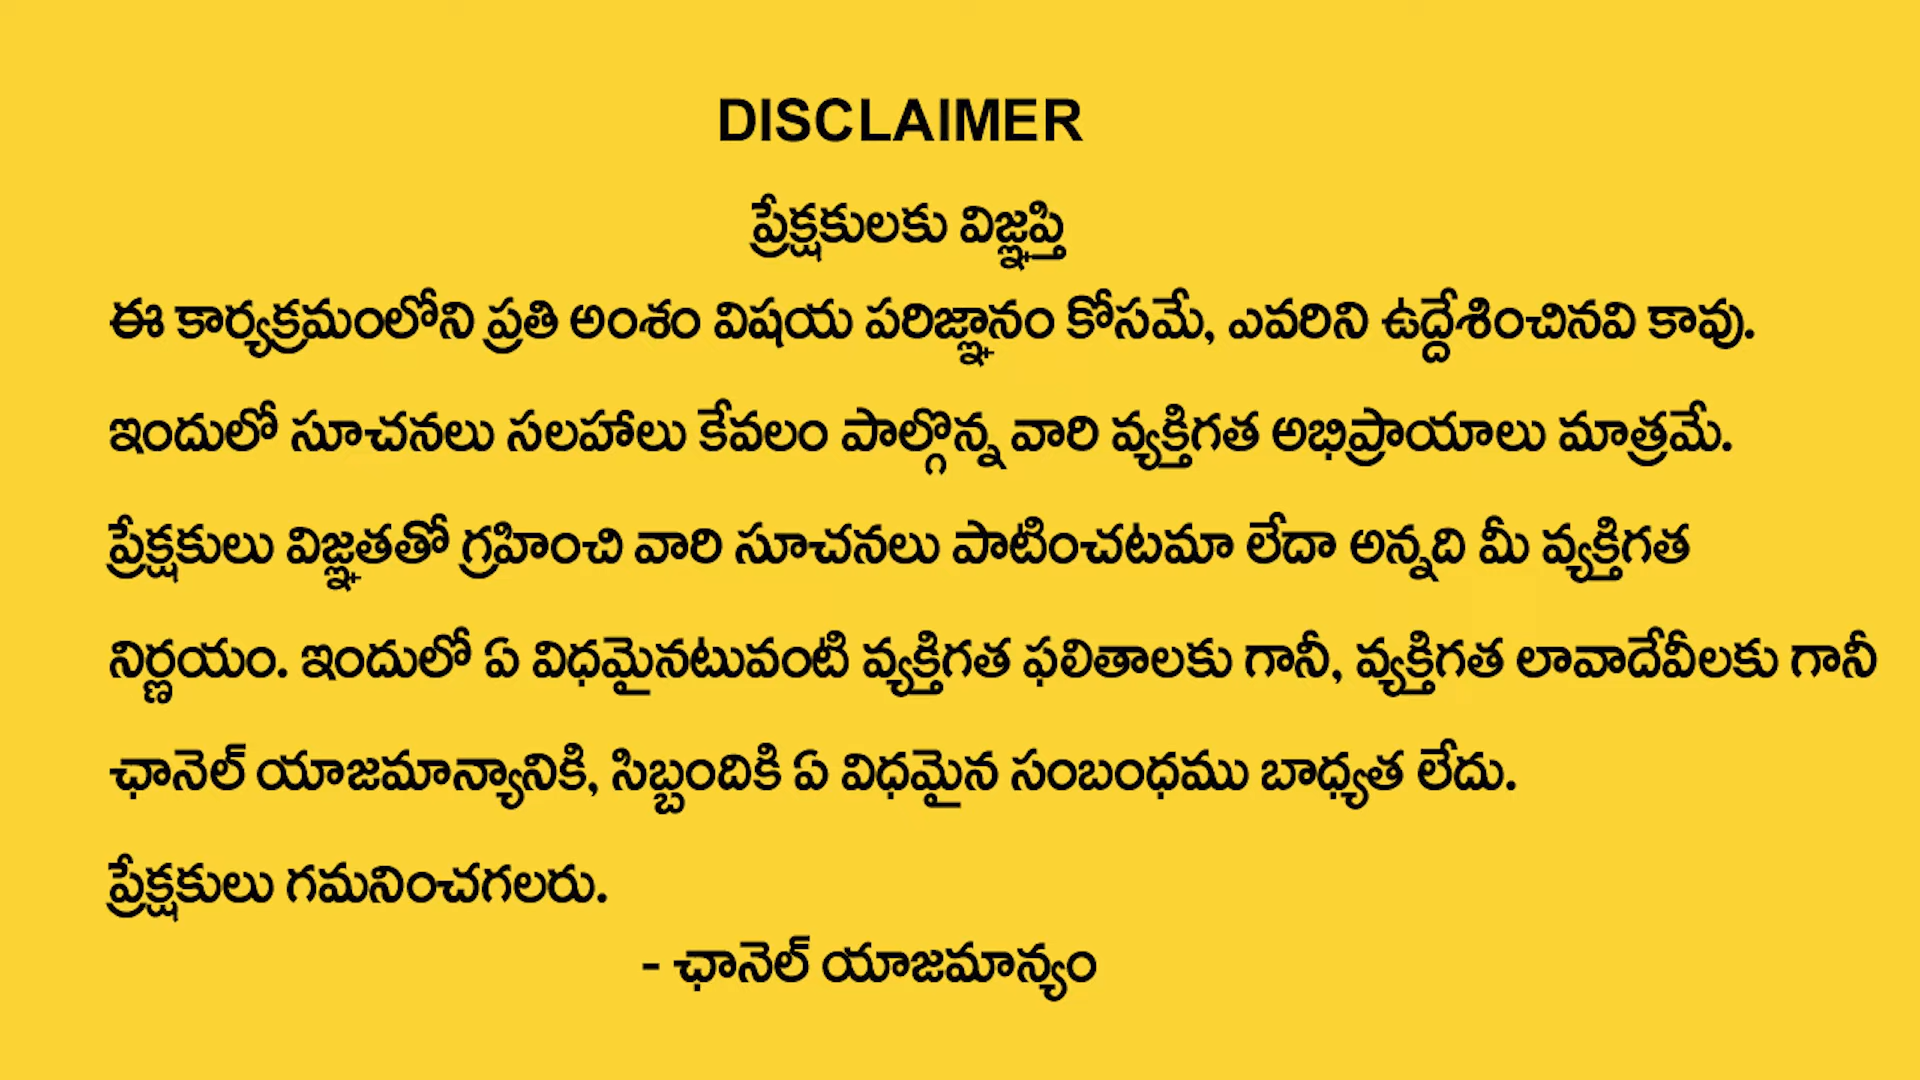 DISCLAIMER
ప్రేక్షకులకు విజ్ఞప్తి
ఈ కార్యక్రమంలోని ప్రతి అంశం విషయ పరిజ్ఞానం కోసమే, ఎవరిని ఉద్దేశించినవి కావు.
ఇందులో సూచనలు సలహాలు కేవలం పాల్గొన్న వారి వ్యక్తిగత అభిప్రాయాలు మాత్రమే.
ప్రేక్షకులు విజ్ఞతతో గ్రహించి వారి సూచనలు పాటించటమా లేదా అన్నది మీ వ్యక్తిగత
నిర్ణయం. ఇందులో ఏ విధమైనటువంటి వ్యక్తిగత ఫలితాలకు గానీ, వ్యక్తిగత లావాదేవీలకు గానీ
ఛానెల్ యాజమాన్యానికి, సిబ్బందికి ఏ విధమైన సంబంధము బాధ్యత లేదు.
ప్రేక్షకులు గమనించగలరు.
- ఛానెల్ యాజమాన్యం